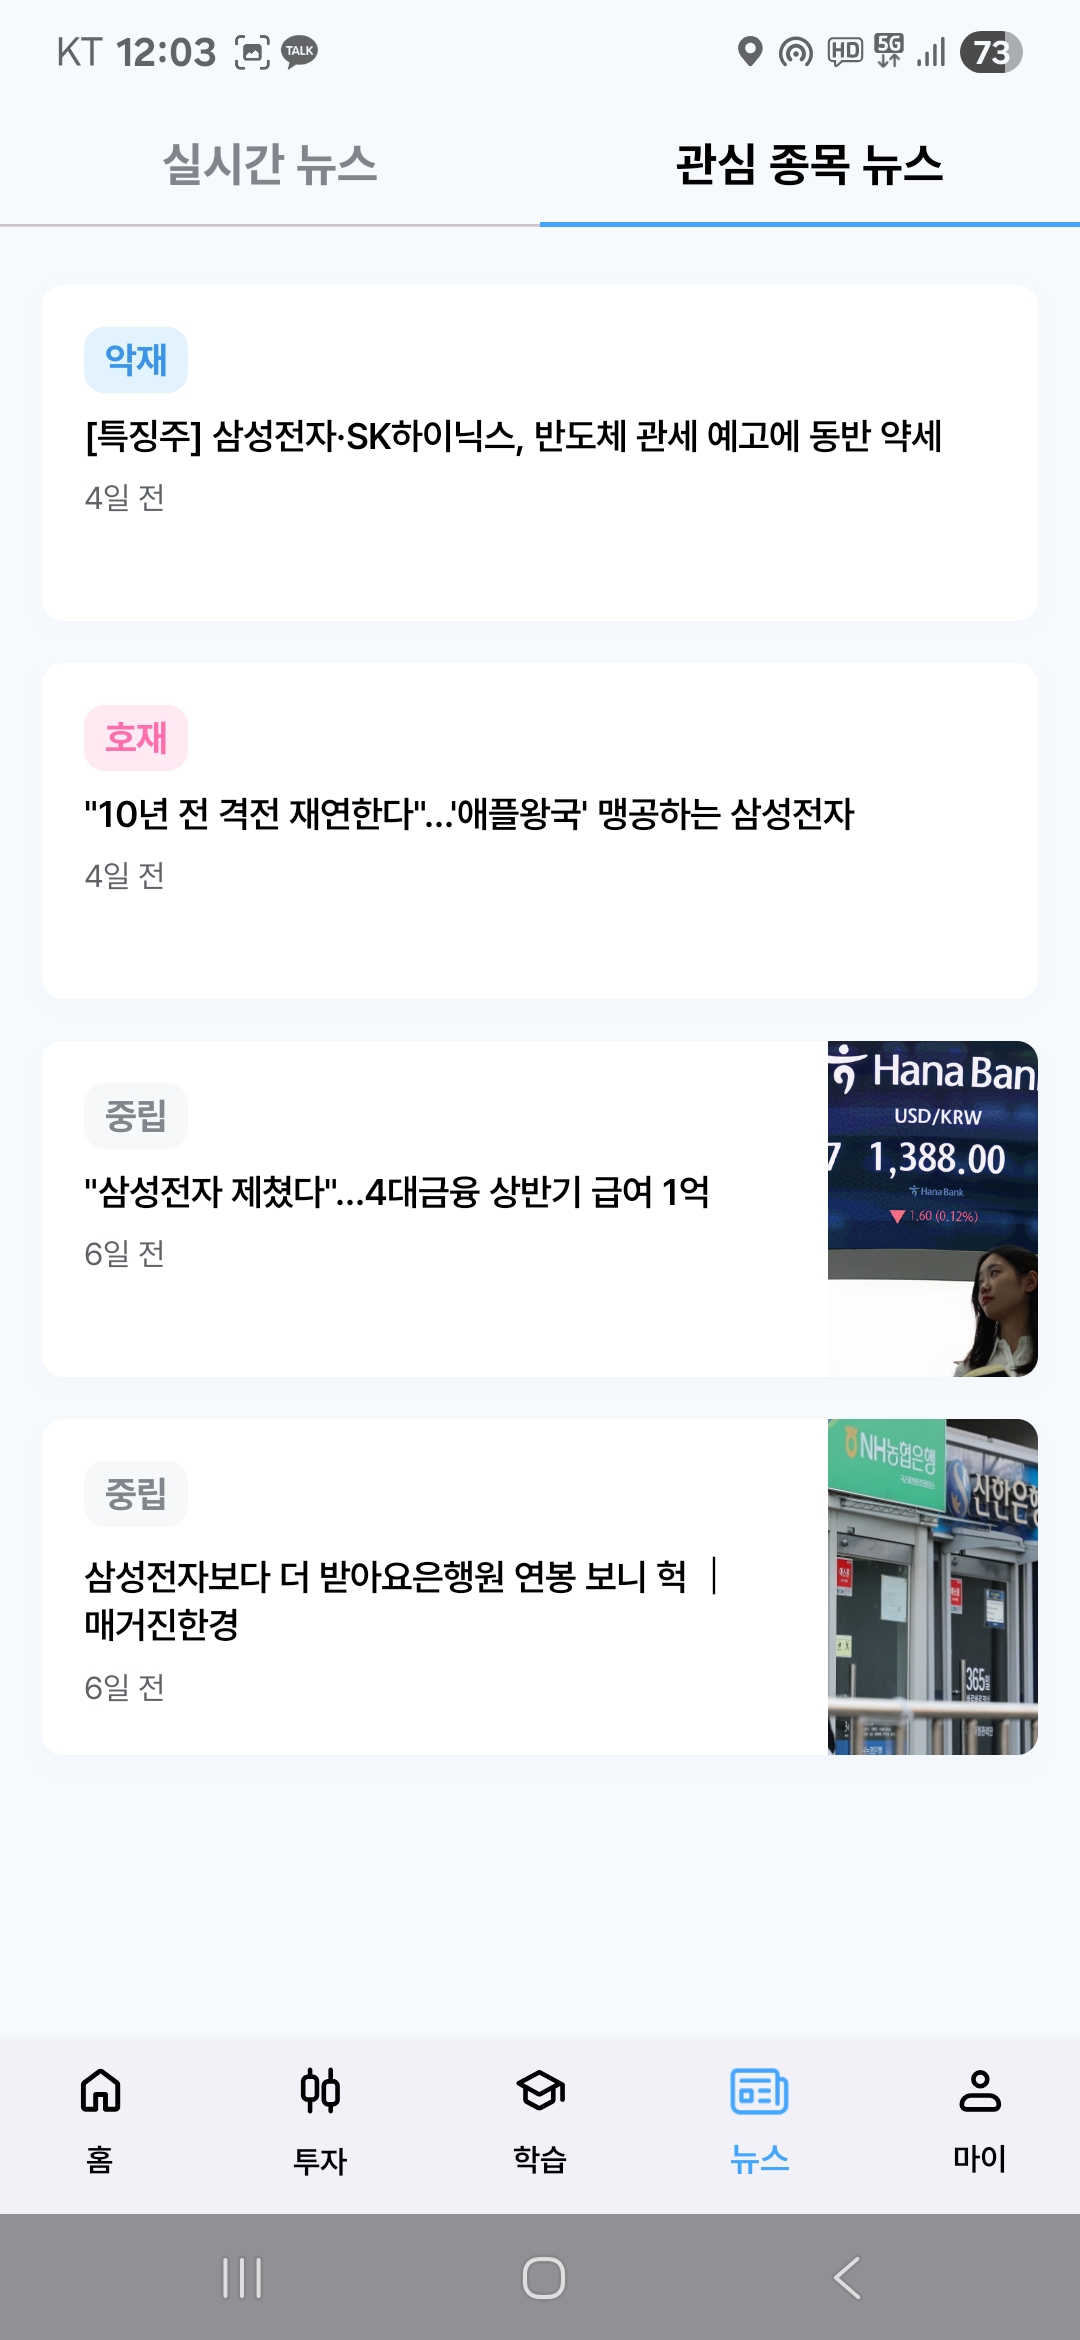 KT 12:03 TALK HD 5G 73
실시간 뉴스
관심 종목 뉴스
악재
[특징주] 삼성전자·SK하이닉스, 반도체 관세 예고에 동반 약세
4일 전
호재
"10년 전 격전 재연한다"...'애플왕국' 맹공하는 삼성전자
4일 전
중립
"삼성전자 제쳤다"...4대금융 상반기 급여 1억
6일 전
Hana Ban
USD/KRW
7 1,388.00
Hana Bank
▼ 1.60 (0.12%)
중립
삼성전자보다 더 받아요은행원 연봉 보니 헉 |
매거진한경
6일 전
NH농협은행
신한은행
365일
홈
투자
학습
뉴스
마이